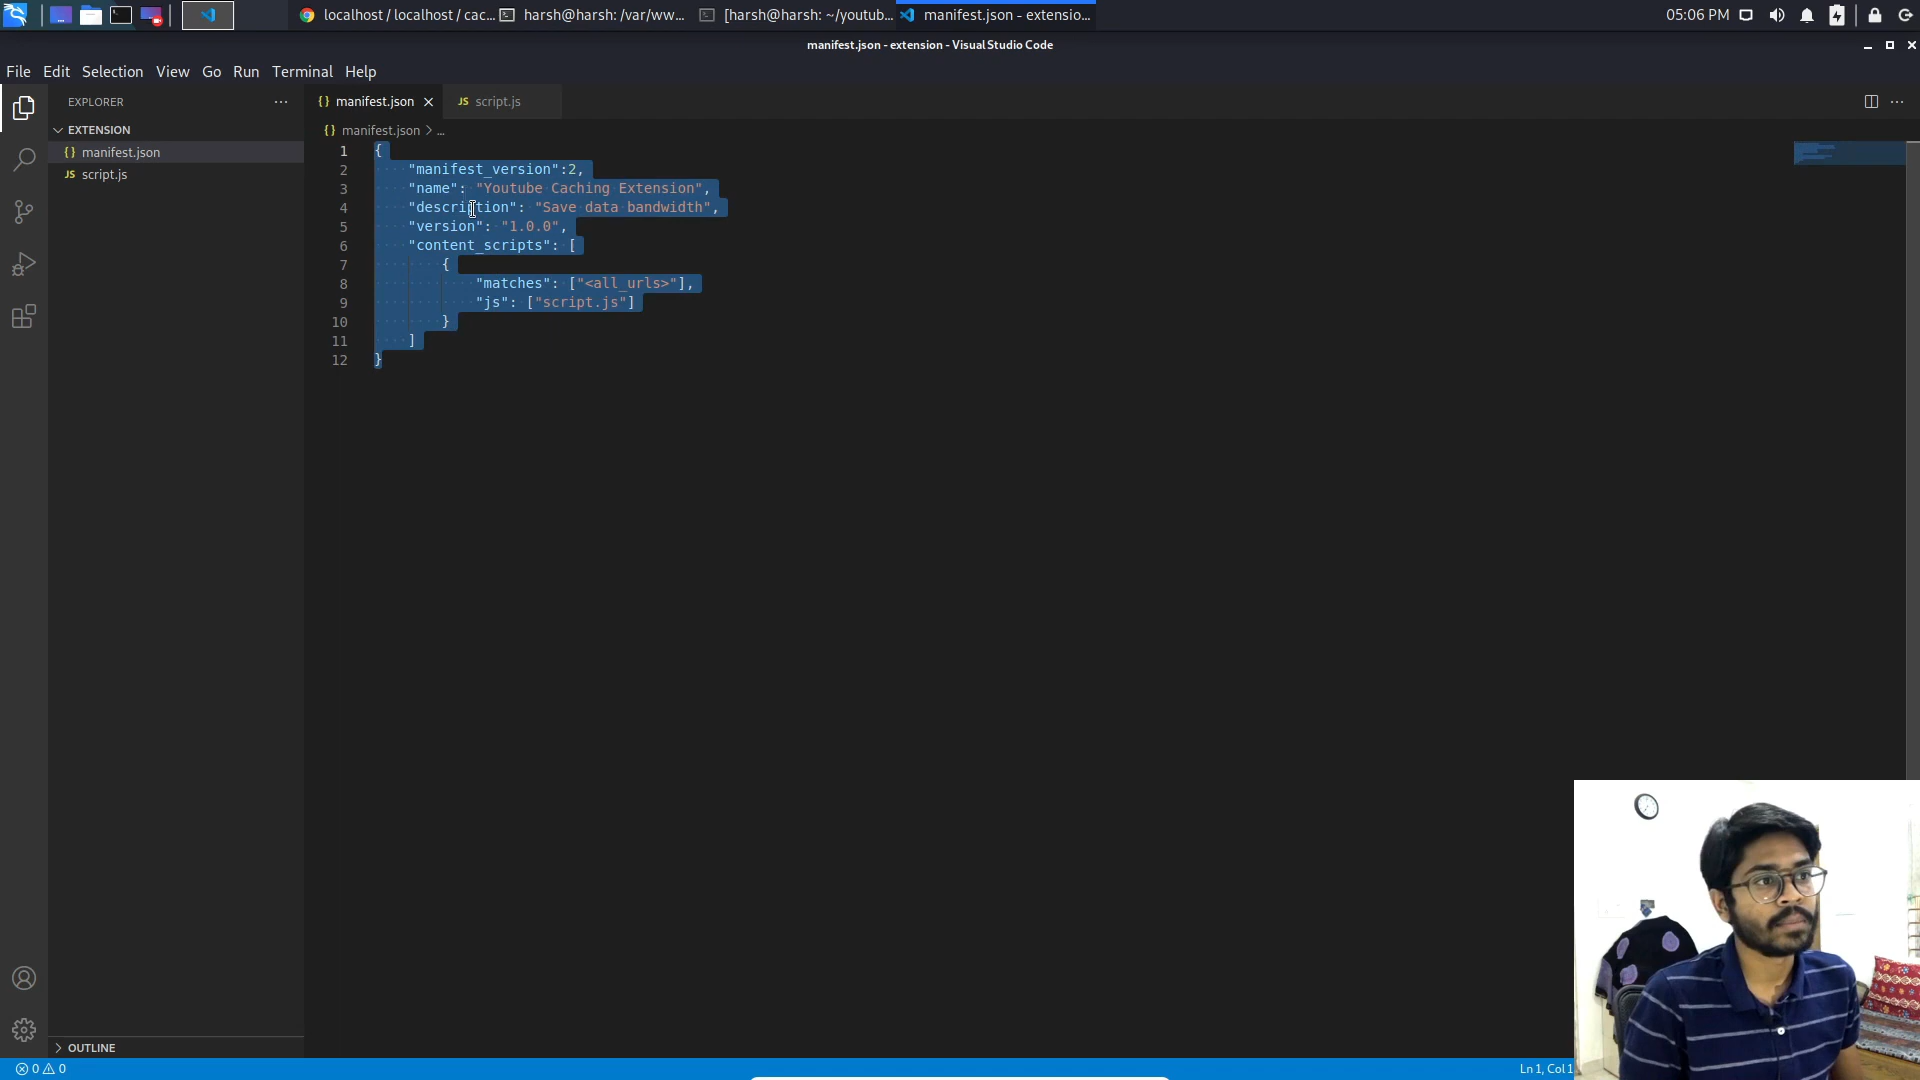 localhost / localhost / cac...
harsh@harsh: /var/ww...
[harsh@harsh: ~/youtub...
manifest.json - extensio...
05:06 PM
manifest.json - extension - Visual Studio Code
File Edit Selection View Go Run Terminal Help
EXPLORER
EXTENSION
{} manifest.json
JS script.js
{} manifest.json
JS script.js
{} manifest.json > ...
1 {
2 "manifest_version":2,
3 "name": "Youtube Caching Extension",
4 "description": "Save data bandwidth",
5 "version": "1.0.0",
6 "content_scripts": [
7 {
8 "matches": ["<all_urls>"],
9 "js": ["script.js"]
10 }
11 ]
12 }
OUTLINE
0 0
Ln 1, Col 1